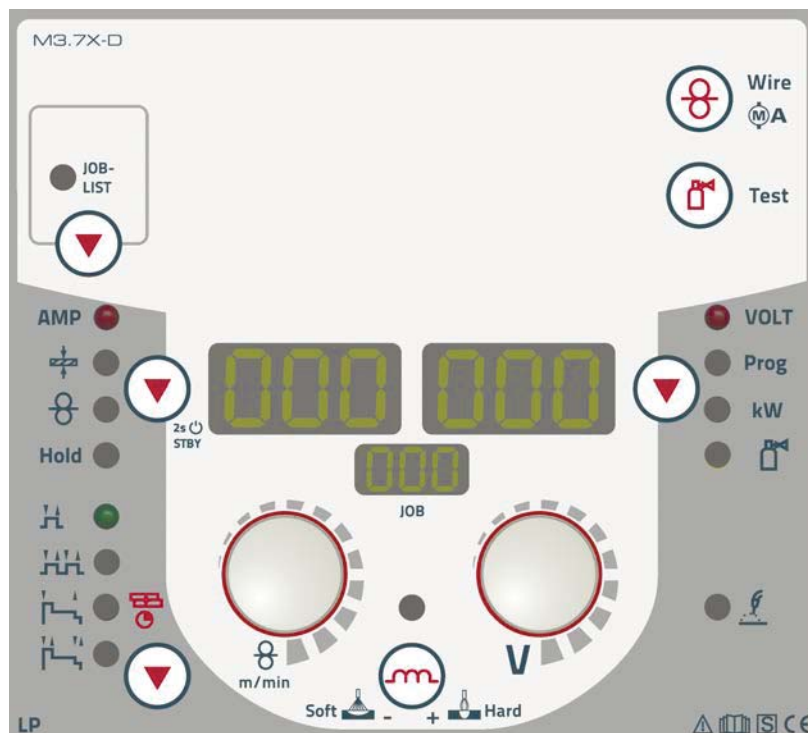 M3.7X-D
Wire
M A
JOB-
LIST
Test
AMP
VOLT
000
000
Prog
kW
2s
STBY
Hold
000
JOB
m/min
V
Soft - + Hard
LP
S CE